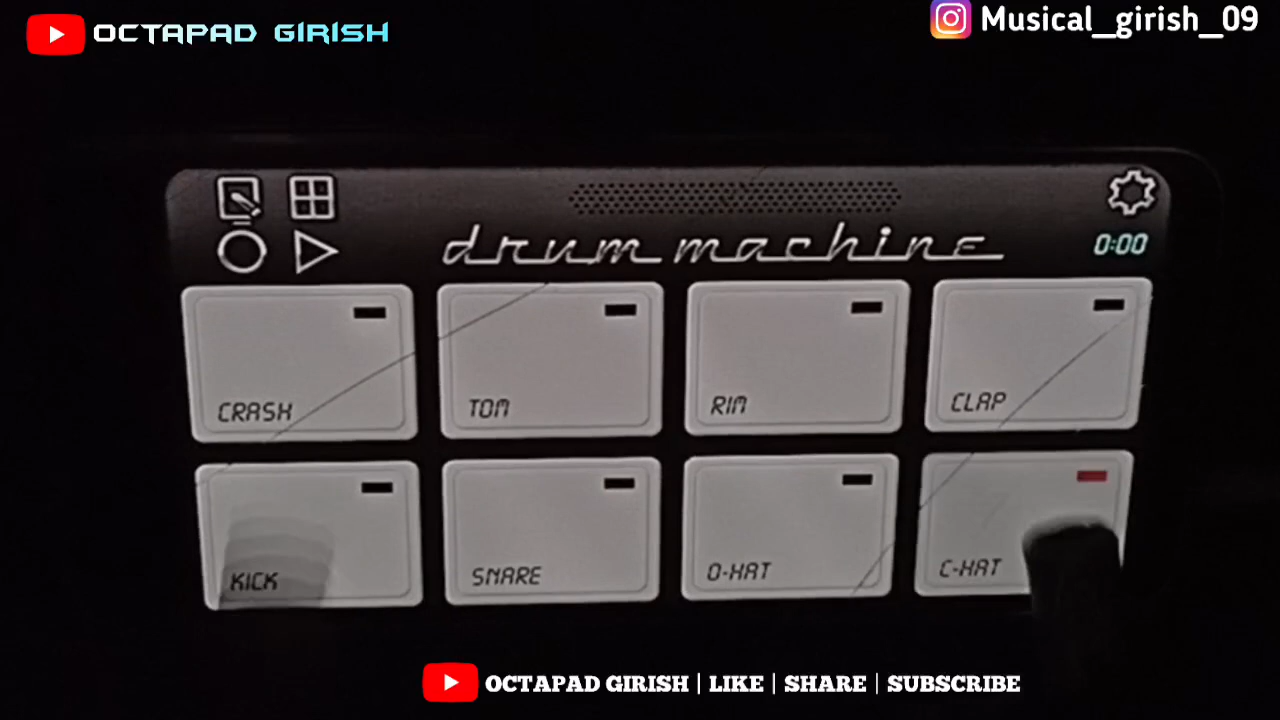 OCTAPAD GIRISH
Musical_girish_09
drum machine
0:00
CRASH
TOM
RIM
CLAP
KICK
SNARE
O-HAT
C-HAT
OCTAPAD GIRISH | LIKE | SHARE | SUBSCRIBE